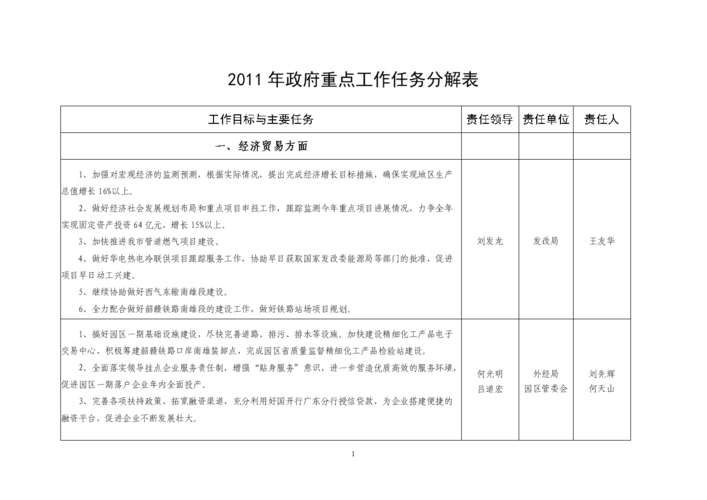 2011 年政府重点工作任务分解表
工作目标与主要任务 责任领导 责任单位 责任人
一、经济贸易方面
1、加强对宏观经济的监测预测，根据实际情况，提出完成经济增长目标措施，确保实现地区生产
总值增长 16%以上。
2、做好经济社会发展规划布局和重点项目申报工作，跟踪监测今年重点项目进展情况，力争全年
实现固定资产投资 64 亿元，增长 15%以上。
3、加快推进我市管道燃气项目建设。
4、做好华电热电冷联供项目跟踪服务工作，协助早日获取国家发改委能源局等部门的批准，促进
项目早日动工兴建。
5、继续协助做好西气东输南雄段建设。
6、全力配合做好韶赣铁路南雄段的建设工作，做好铁路站场项目规划。
刘发龙 发改局 王友华
1、搞好园区一期基础设施建设，尽快完善道路、排污、排水等设施。加快建设精细化工产品电子
交易中心，积极筹建韶赣铁路口岸南雄装卸点，完成园区省质量监督精细化工产品检验站建设。
2、全面落实领导挂点企业服务责任制，增强“贴身服务”意识，进一步营造优质高效的服务环境，
促进园区一期落户企业年内全面投产。
3、完善各项扶持政策，拓宽融资渠道，充分利用好国开行广东分行授信贷款，为企业搭建便捷的
融资平台，促进企业不断发展壮大。
何光明 外经局 刘先辉
吕道宏 园区管委会 何天山
1